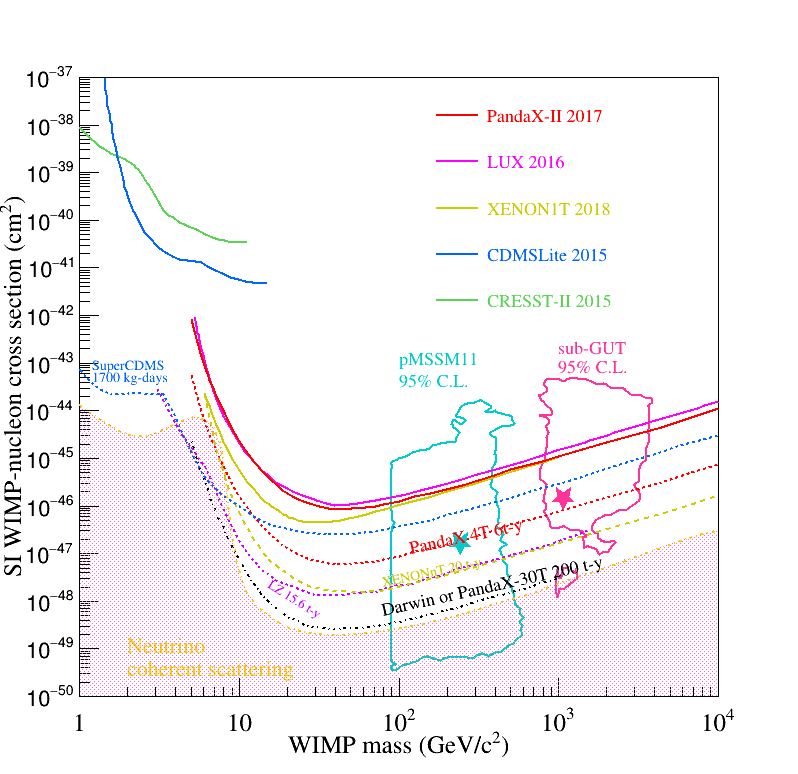 10^-37
10^-38
10^-39
10^-40
10^-41
10^-42
10^-43
10^-44
10^-45
10^-46
10^-47
10^-48
10^-49
10^-50
SI WIMP-nucleon cross section (cm^2)
PandaX-II 2017
LUX 2016
XENON1T 2018
CDMSLite 2015
CRESST-II 2015
SuperCDMS
1700 kg-days
pMSSM11
95% C.L.
sub-GUT
95% C.L.
PandaX-4T 6t-y
XENONnT 20 t-y
LZ 15.6 t-y
Darwin or PandaX-30T 200 t-y
Neutrino
coherent scattering
1 10 10^2 10^3 10^4
WIMP mass (GeV/c^2)